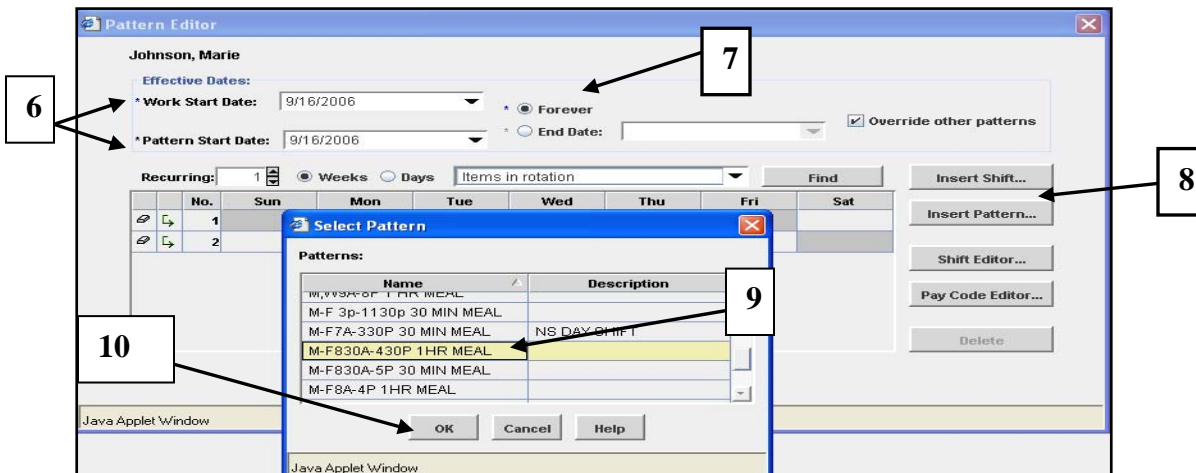 Pattern Editor
Johnson, Marie
7
Effective Dates:
6
*Work Start Date: 9/16/2006
* Forever
*Pattern Start Date: 9/16/2006
* End Date:
Override other patterns
Recurring: 1 Weeks Days Items in rotation Find Insert Shift...
8
No. Sun Mon Tue Wed Thu Fri Sat
1
2
Insert Pattern...
Shift Editor...
Pay Code Editor...
Delete
Select Pattern
Patterns:
Name Description
1 HR MEAL
9
M-F 3p-1130p 30 MIN MEAL
M-F7A-330P 30 MIN MEAL NS DAY SHIFT
10
M-F830A-430P 1HR MEAL
M-F830A-5P 30 MIN MEAL
M-F8A-4P 1HR MEAL
Java Applet Window
OK Cancel Help
Java Applet Window